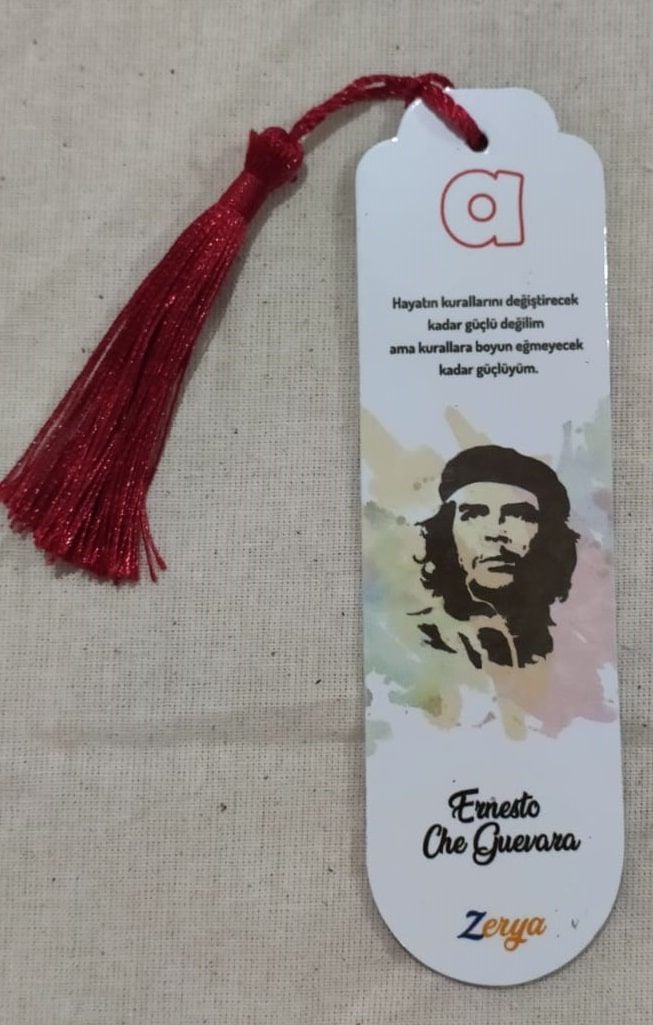 a
Hayatın kurallarını değiştirecek
kadar güçlü değilim
ama kurallara boyun eğmeyecek
kadar güçlüyüm.
Ernesto
Che Guevara
Zerya